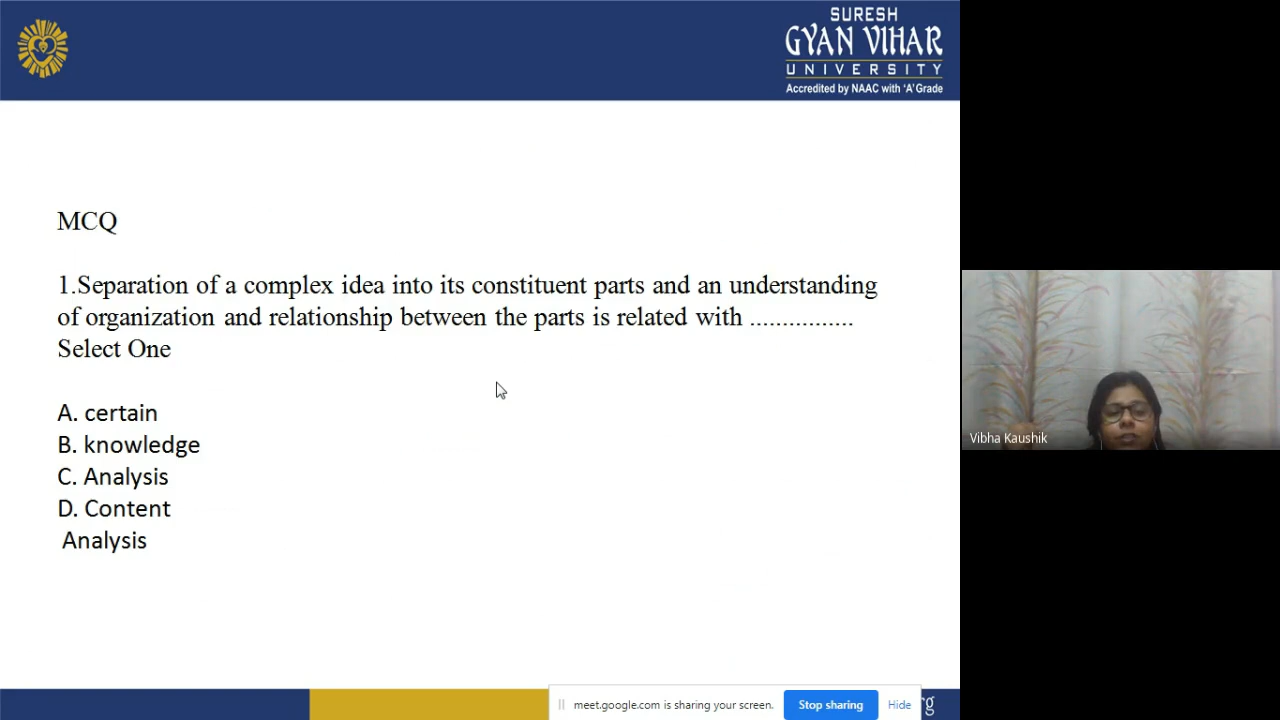 SURESH
GYAN VIHAR
UNIVERSITY
Accredited by NAAC with 'A' Grade
MCQ
1.Separation of a complex idea into its constituent parts and an understanding
of organization and relationship between the parts is related with ................
Select One
A. certain
B. knowledge
C. Analysis
D. Content
Analysis
Vibha Kaushik
meet.google.com is sharing your screen.
Stop sharing
Hide